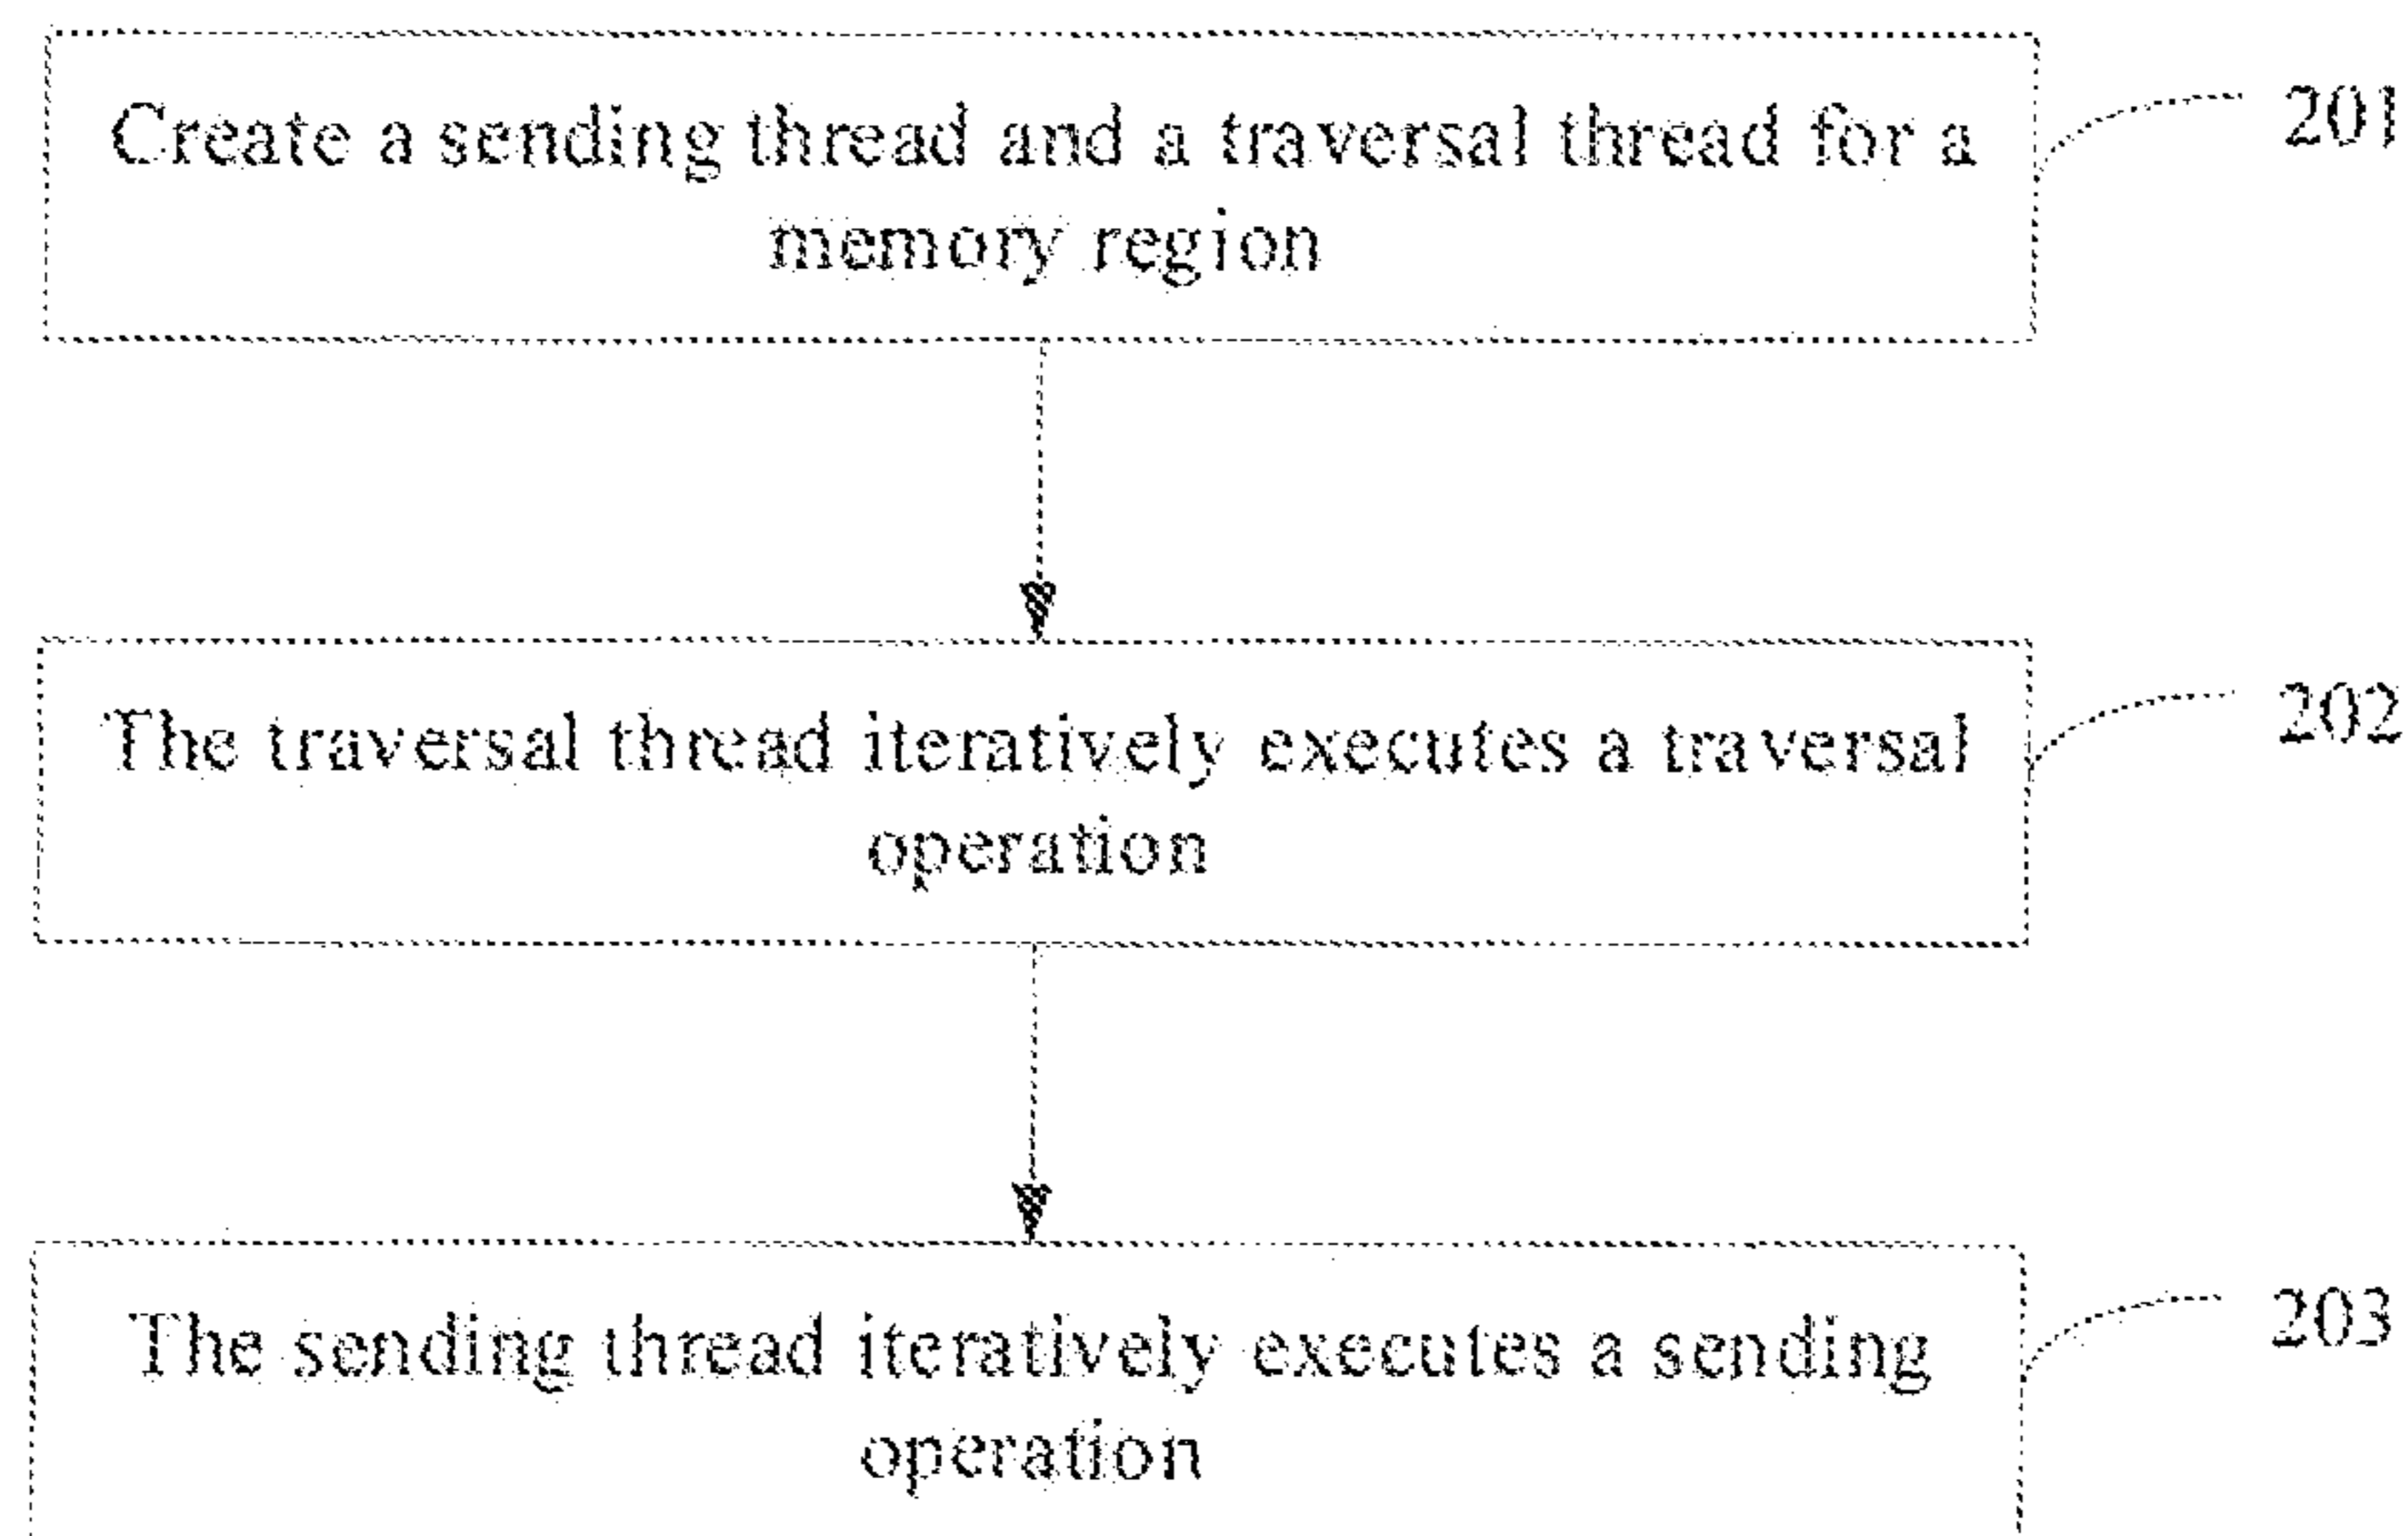 Create a sending thread and a traversal thread for a
memory region
201
The traversal thread iteratively executes a traversal
operation
202
The sending thread iteratively executes a sending
operation
203